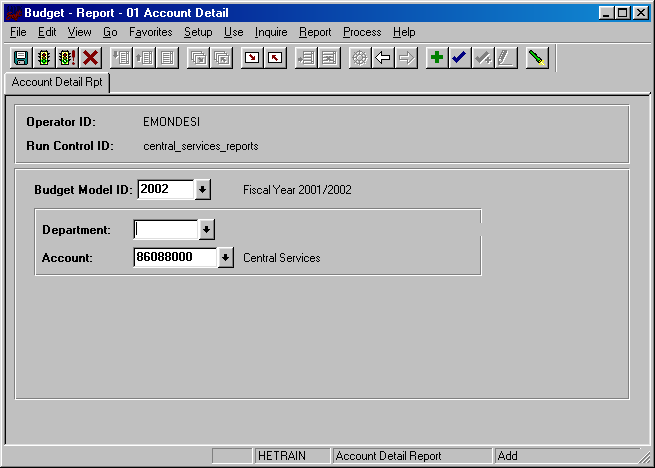 Budget - Report - 01 Account Detail
File Edit View Go Favorites Setup Use Inquire Report Process Help
Account Detail Rpt
Operator ID: EMONDESI
Run Control ID: central_services_reports
Budget Model ID: 2002 Fiscal Year 2001/2002
Department:
Account: 86088000 Central Services
HETRAIN Account Detail Report Add